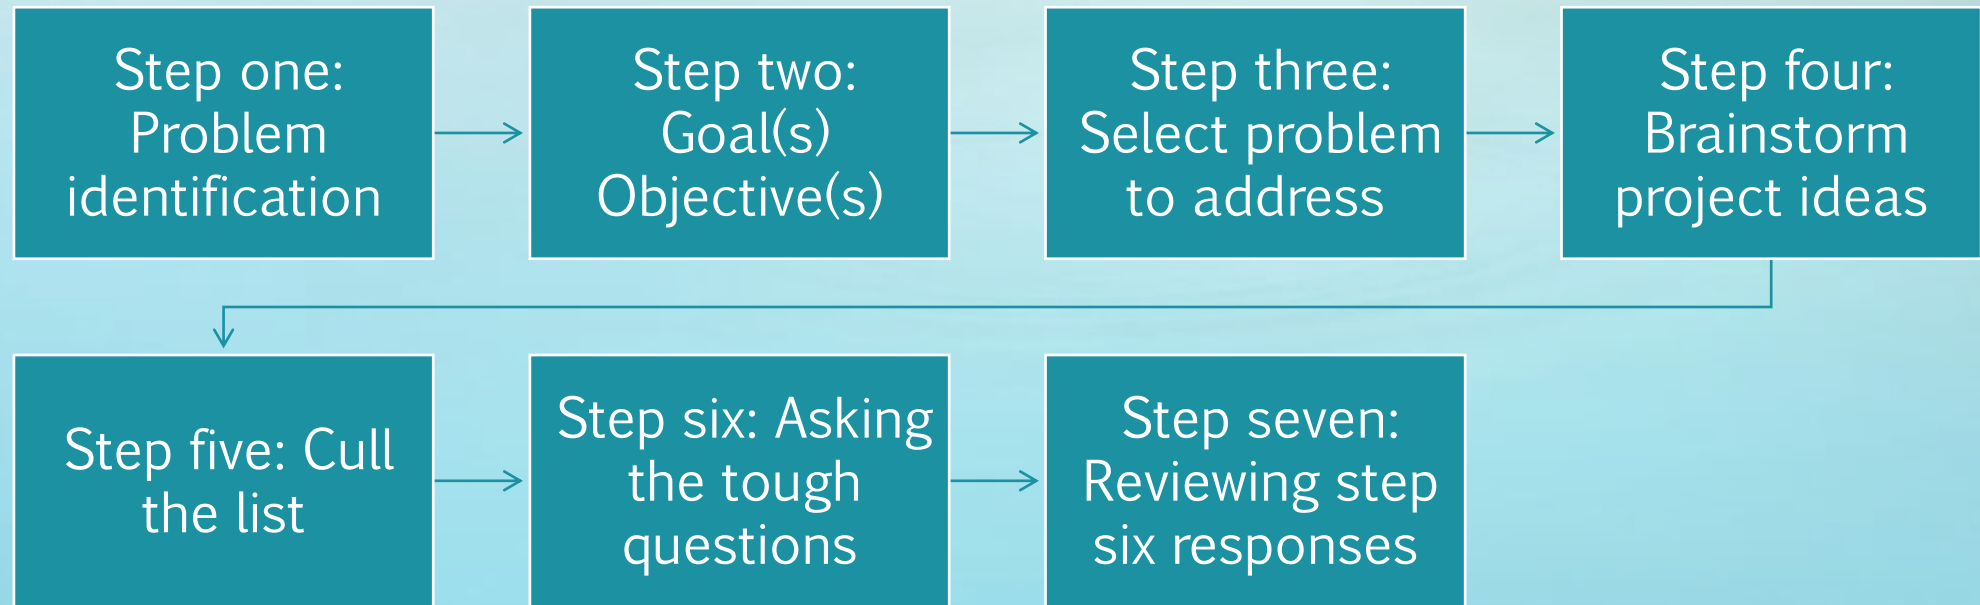 Step one:
Problem
identification
Step two:
Goal(s)
Objective(s)
Step three:
Select problem
to address
Step four:
Brainstorm
project ideas
Step five: Cull
the list
Step six: Asking
the tough
questions
Step seven:
Reviewing step
six responses